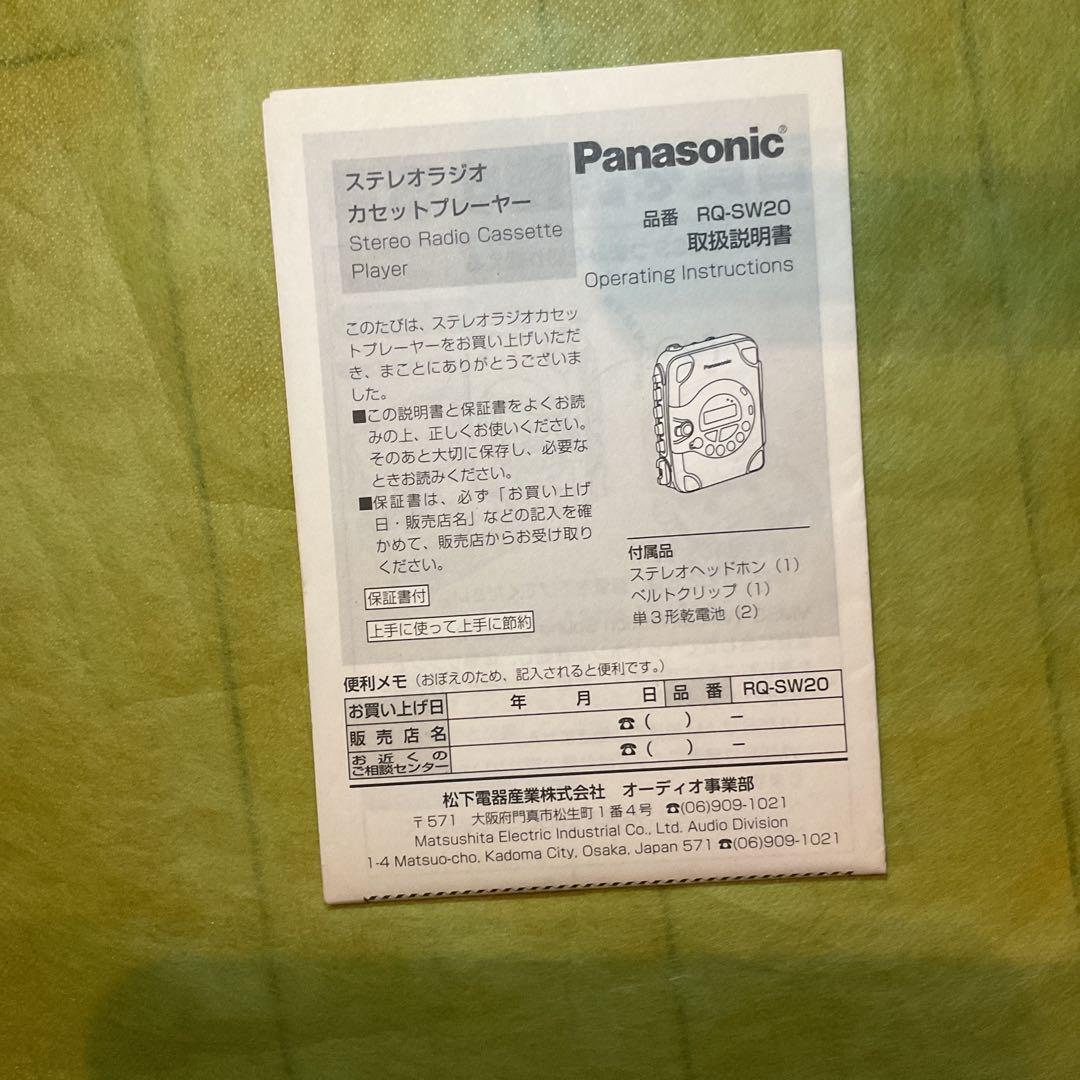 ステレオラジオ
カセットプレーヤー
Stereo Radio Cassette
Player
Panasonic®
品番 RQ-SW20
取扱説明書
Operating Instructions
このたびは、ステレオラジオカセッ
トプレーヤーをお買い上げいただ
き、まことにありがとうございま
した。
■この説明書と保証書をよくお読
みの上、正しくお使いください。
そのあと大切に保存し、必要な
ときお読みください。
■保証書は、必ず「お買い上げ
日・販売店名」などの記入を確
かめて、販売店からお受け取り
ください。
保証書付
上手に使って上手に節約
Panasonic
付属品
ステレオヘッドホン（1）
ベルトクリップ（1）
単3形乾電池（2）
便利メモ（おぼえのため、記入されると便利です。）
お買い上げ日 年 月 日 品番 RQ-SW20
販売店名 ☎（ ） －
お近くの
ご相談センター ☎（ ） －
松下電器産業株式会社 オーディオ事業部
〒571 大阪府門真市松生町1番4号 ☎(06)909-1021
Matsushita Electric Industrial Co., Ltd. Audio Division
1-4 Matsuo-cho, Kadoma City, Osaka, Japan 571 ☎(06)909-1021